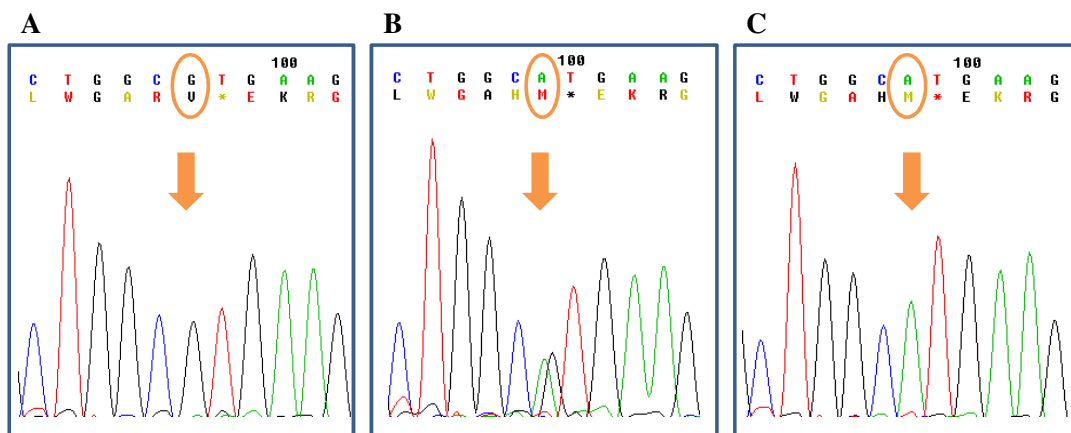 A
100
C T G G C G T G A A G
L W G A R V * E K R G
B
100
C T G G C A T G A A G
L W G A H M * E K R G
C
100
C T G G C A T G A A G
L W G A H M * E K R G